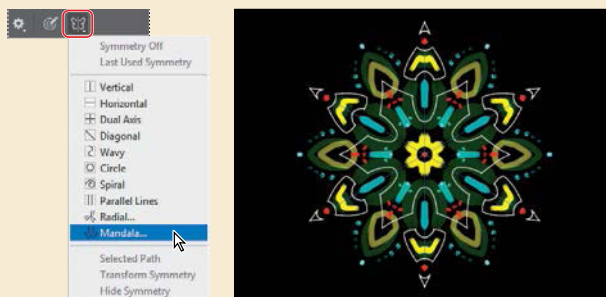 Symmetry Off
Last Used Symmetry
Vertical
Horizontal
Dual Axis
Diagonal
Wavy
Circle
Spiral
Parallel Lines
Radial...
Mandala...
Selected Path
Transform Symmetry
Hide Symmetry